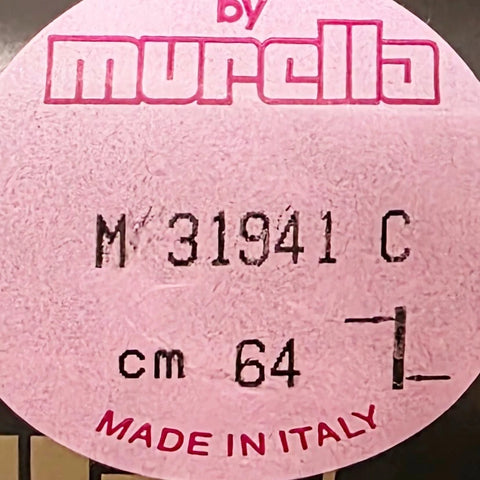 by
murella
M 31941 C
cm 64
MADE IN ITALY